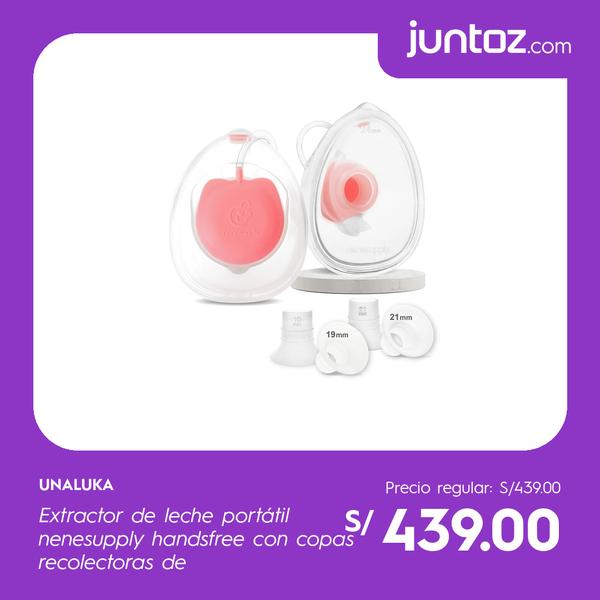 juntoz.com
19mm
21mm
UNALUKA
Extractor de leche portátil
nenesupply handsfree con copas
recolectoras de
Precio regular: S/439.00
S/ 439.00